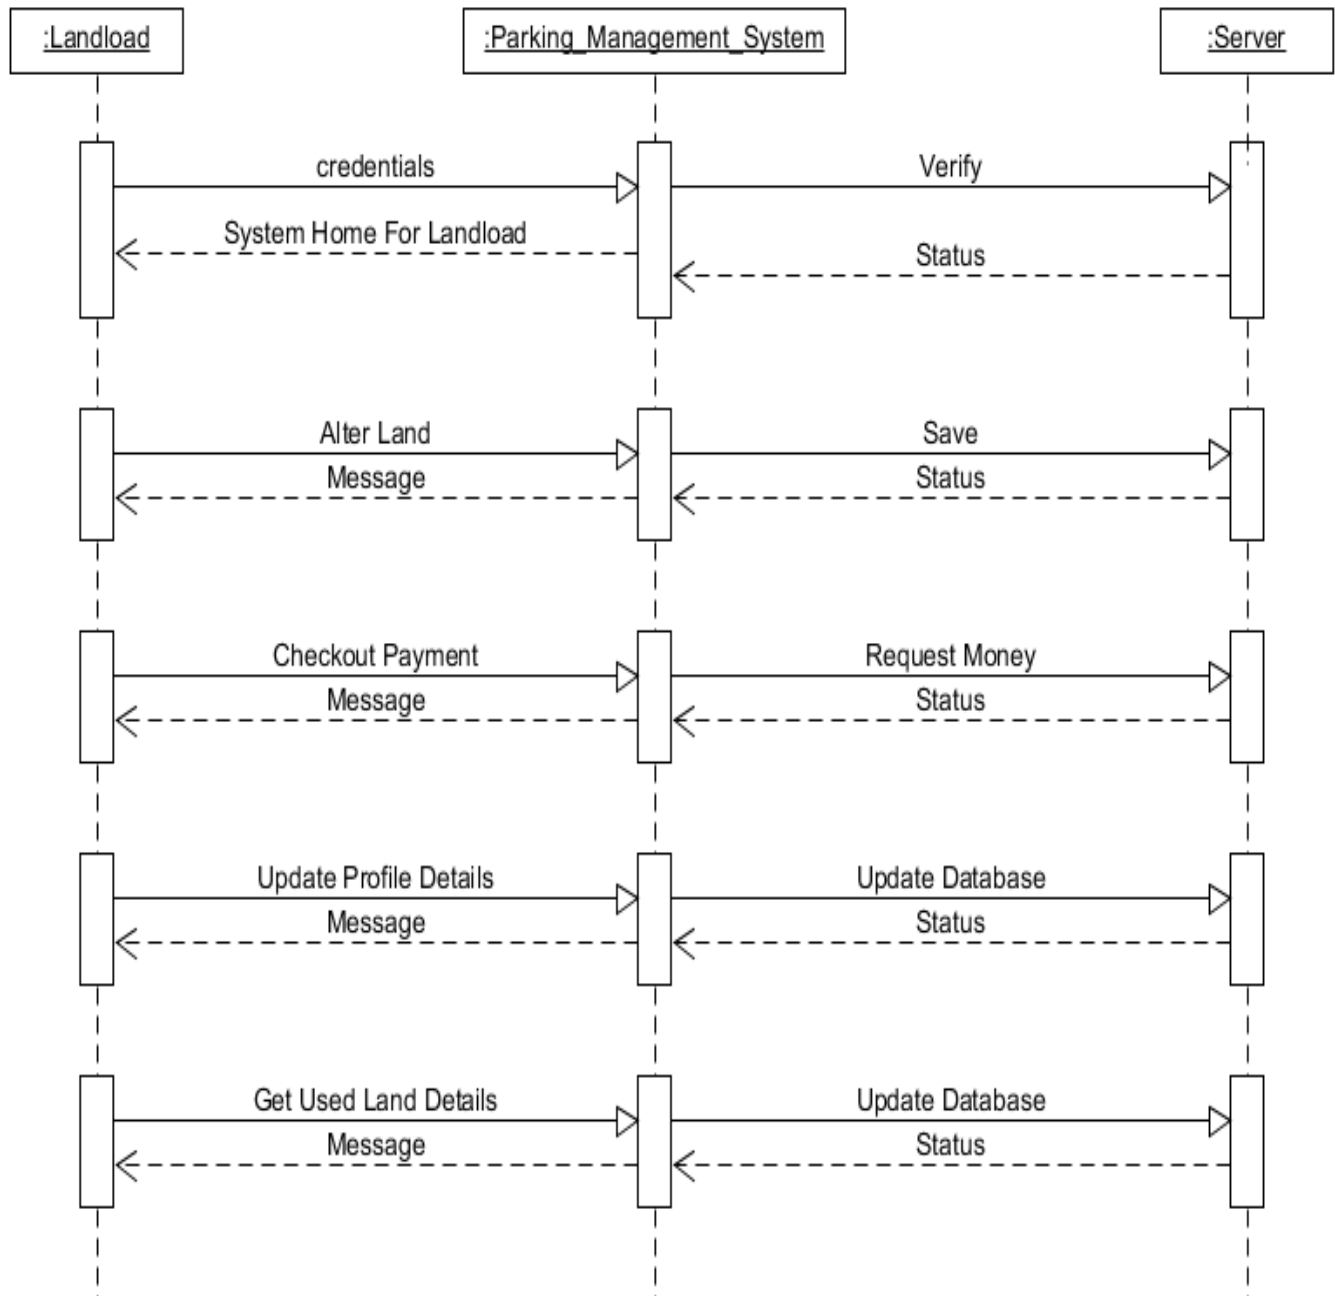 :Landload
:Parking_Management_System
:Server
credentials
Verify
System Home For Landload
Status
Alter Land
Save
Message
Status
Checkout Payment
Request Money
Message
Status
Update Profile Details
Update Database
Message
Status
Get Used Land Details
Update Database
Message
Status